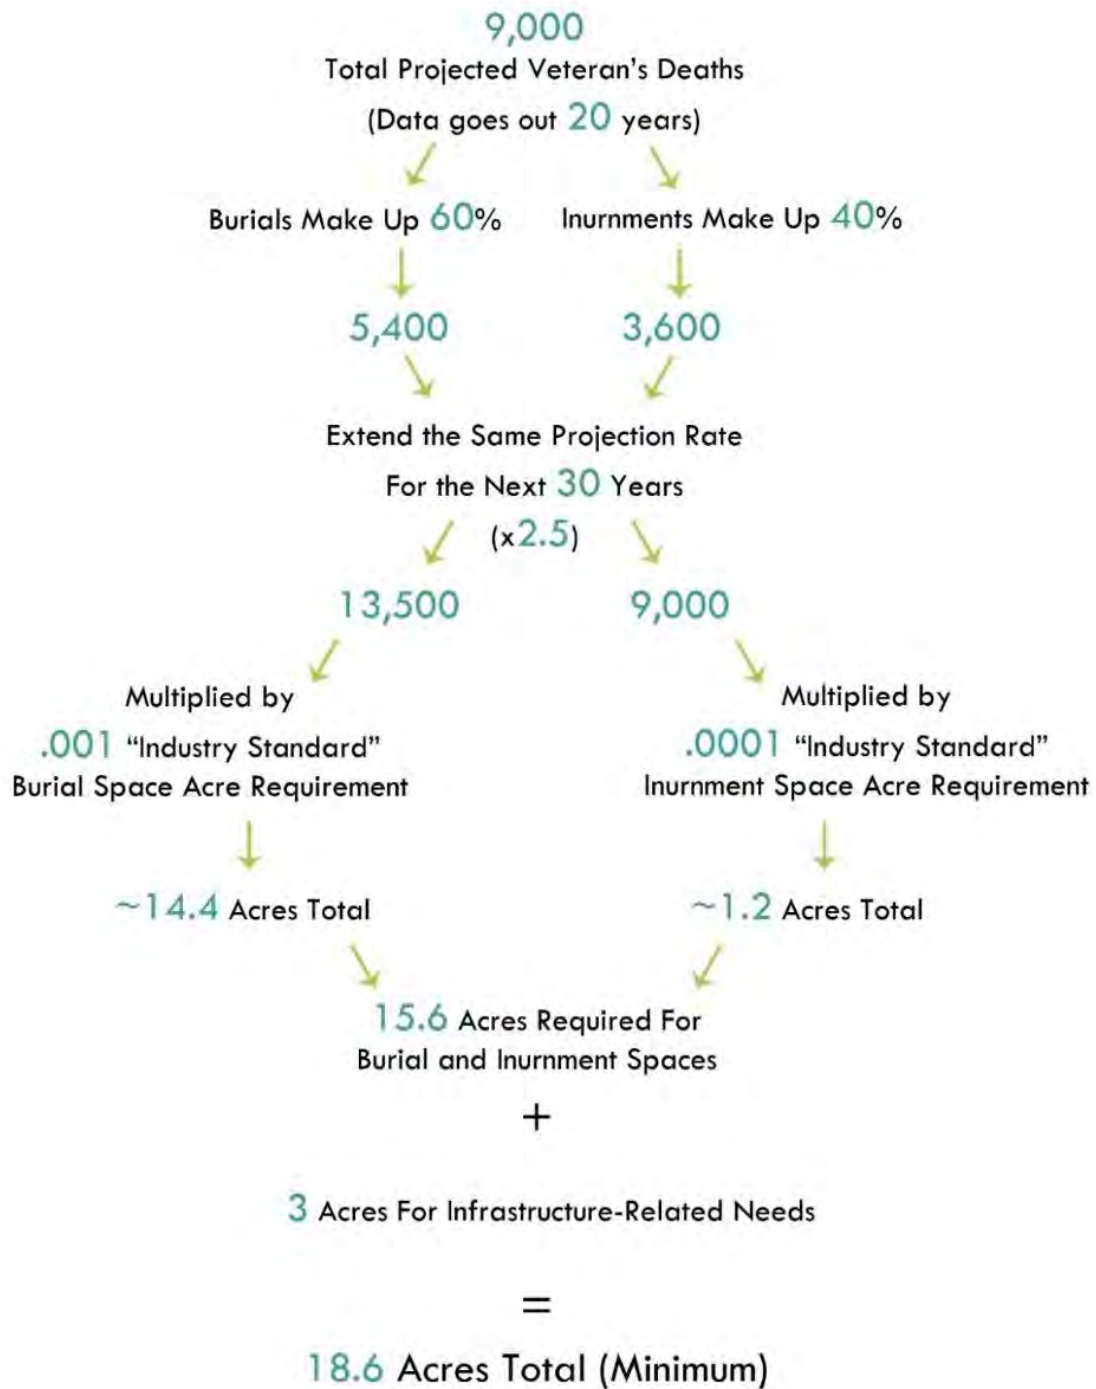 9,000
Total Projected Veteran's Deaths
(Data goes out 20 years)
Burials Make Up 60%
Inurnments Make Up 40%
5,400
3,600
Extend the Same Projection Rate
For the Next 30 Years
(x2.5)
13,500
9,000
Multiplied by
.001 “Industry Standard”
Burial Space Acre Requirement
Multiplied by
.0001 “Industry Standard”
Inurnment Space Acre Requirement
~14.4 Acres Total
~1.2 Acres Total
15.6 Acres Required For
Burial and Inurnment Spaces
+
3 Acres For Infrastructure-Related Needs
=
18.6 Acres Total (Minimum)